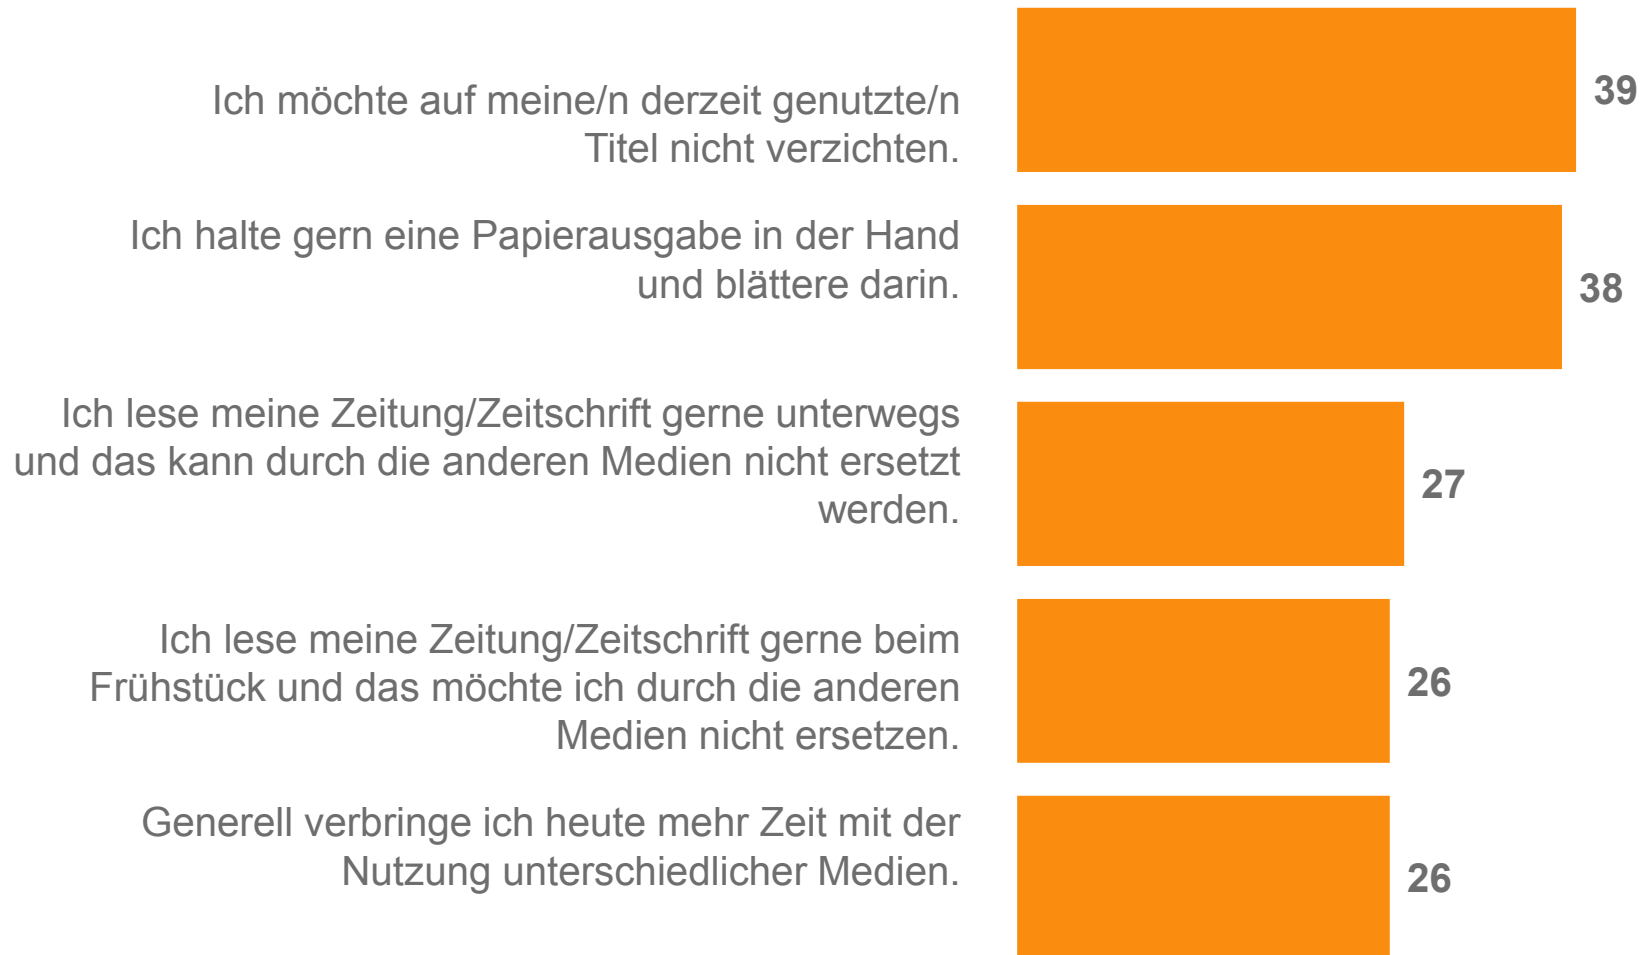 Ich möchte auf meine/n derzeit genutzte/n
Titel nicht verzichten.
39
Ich halte gern eine Papierausgabe in der Hand
und blättere darin.
38
Ich lese meine Zeitung/Zeitschrift gerne unterwegs
und das kann durch die anderen Medien nicht ersetzt
werden.
27
Ich lese meine Zeitung/Zeitschrift gerne beim
Frühstück und das möchte ich durch die anderen
Medien nicht ersetzen.
26
Generell verbringe ich heute mehr Zeit mit der
Nutzung unterschiedlicher Medien.
26